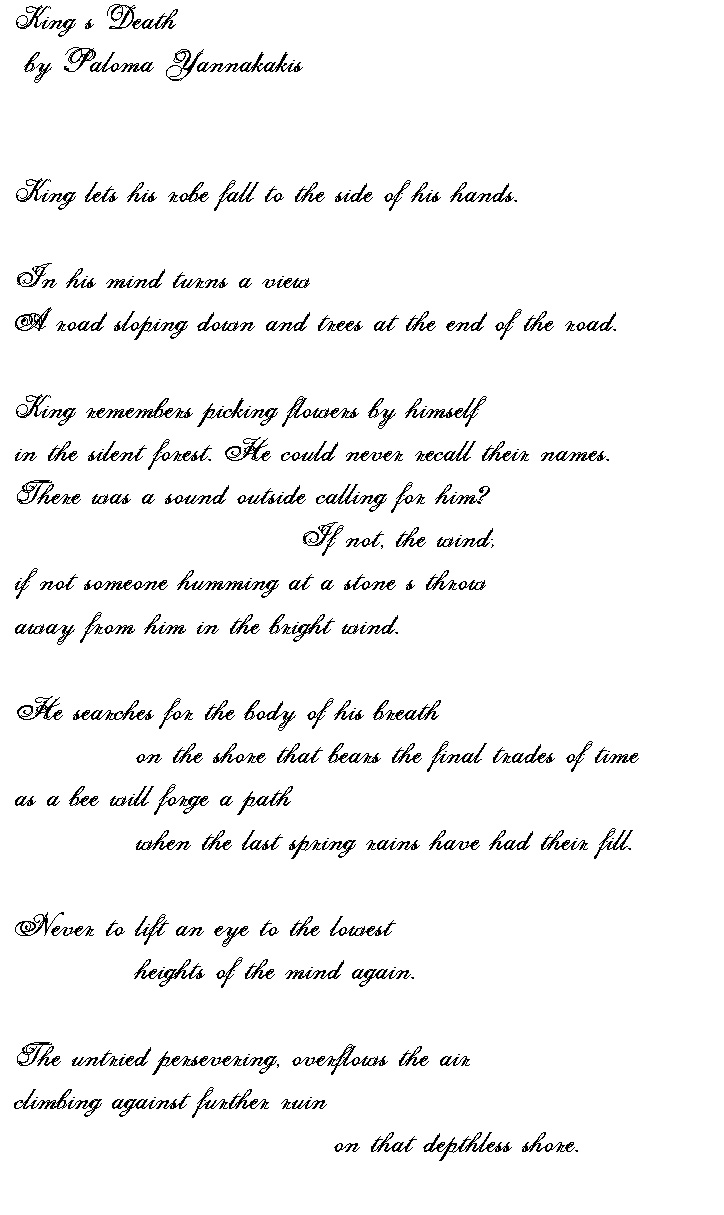 King s Death
by Paloma Yannakakis
King lets his robe fall to the side of his hands.
In his mind turns a view
A road sloping down and trees at the end of the road.
King remembers picking flowers by himself
in the silent forest. He could never recall their names.
There was a sound outside calling for him?
If not, the wind;
if not someone humming at a stone s throw
away from him in the bright wind.
He searches for the body of his breath
on the shore that bears the final trades of time
as a bee will forge a path
when the last spring rains have had their fill.
Never to lift an eye to the lowest
heights of the mind again.
The untried persevering, overflows the air
climbing against further ruin
on that depthless shore.